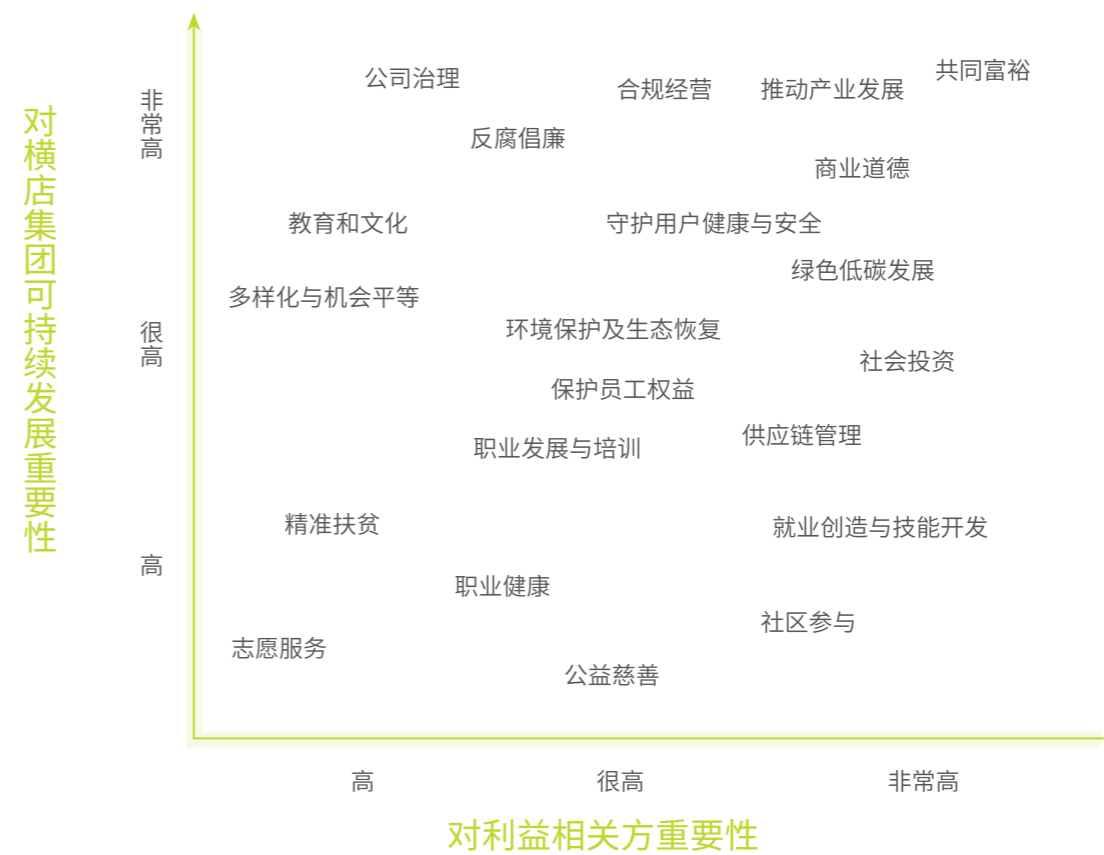 对横店集团可持续发展重要性
非常高
很高
高
共同富裕
公司治理
合规经营
推动产业发展
反腐倡廉
商业道德
教育和文化
守护用户健康与安全
绿色低碳发展
多样化与机会平等
环境保护及生态恢复
社会投资
保护员工权益
供应链管理
职业发展与培训
精准扶贫
就业创造与技能开发
职业健康
社区参与
志愿服务
公益慈善
高
很高
非常高
对利益相关方重要性